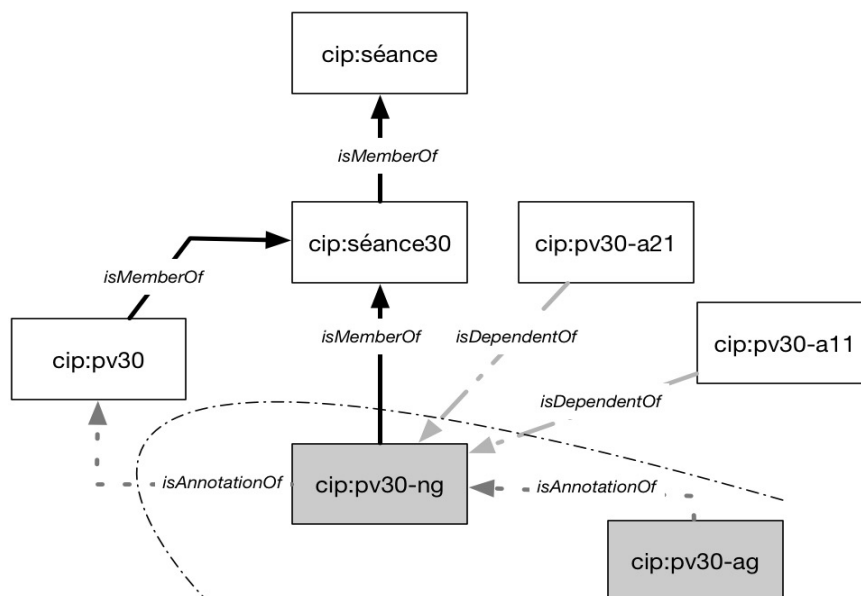 cip:séance
isMemberOf
cip:séance30
cip:pv30-a21
isMemberOf
isMemberOf
isDependentOf
cip:pv30
cip:pv30-a11
isDependentOf
isAnnotationOf
cip:pv30-ng
isAnnotationOf
cip:pv30-ag